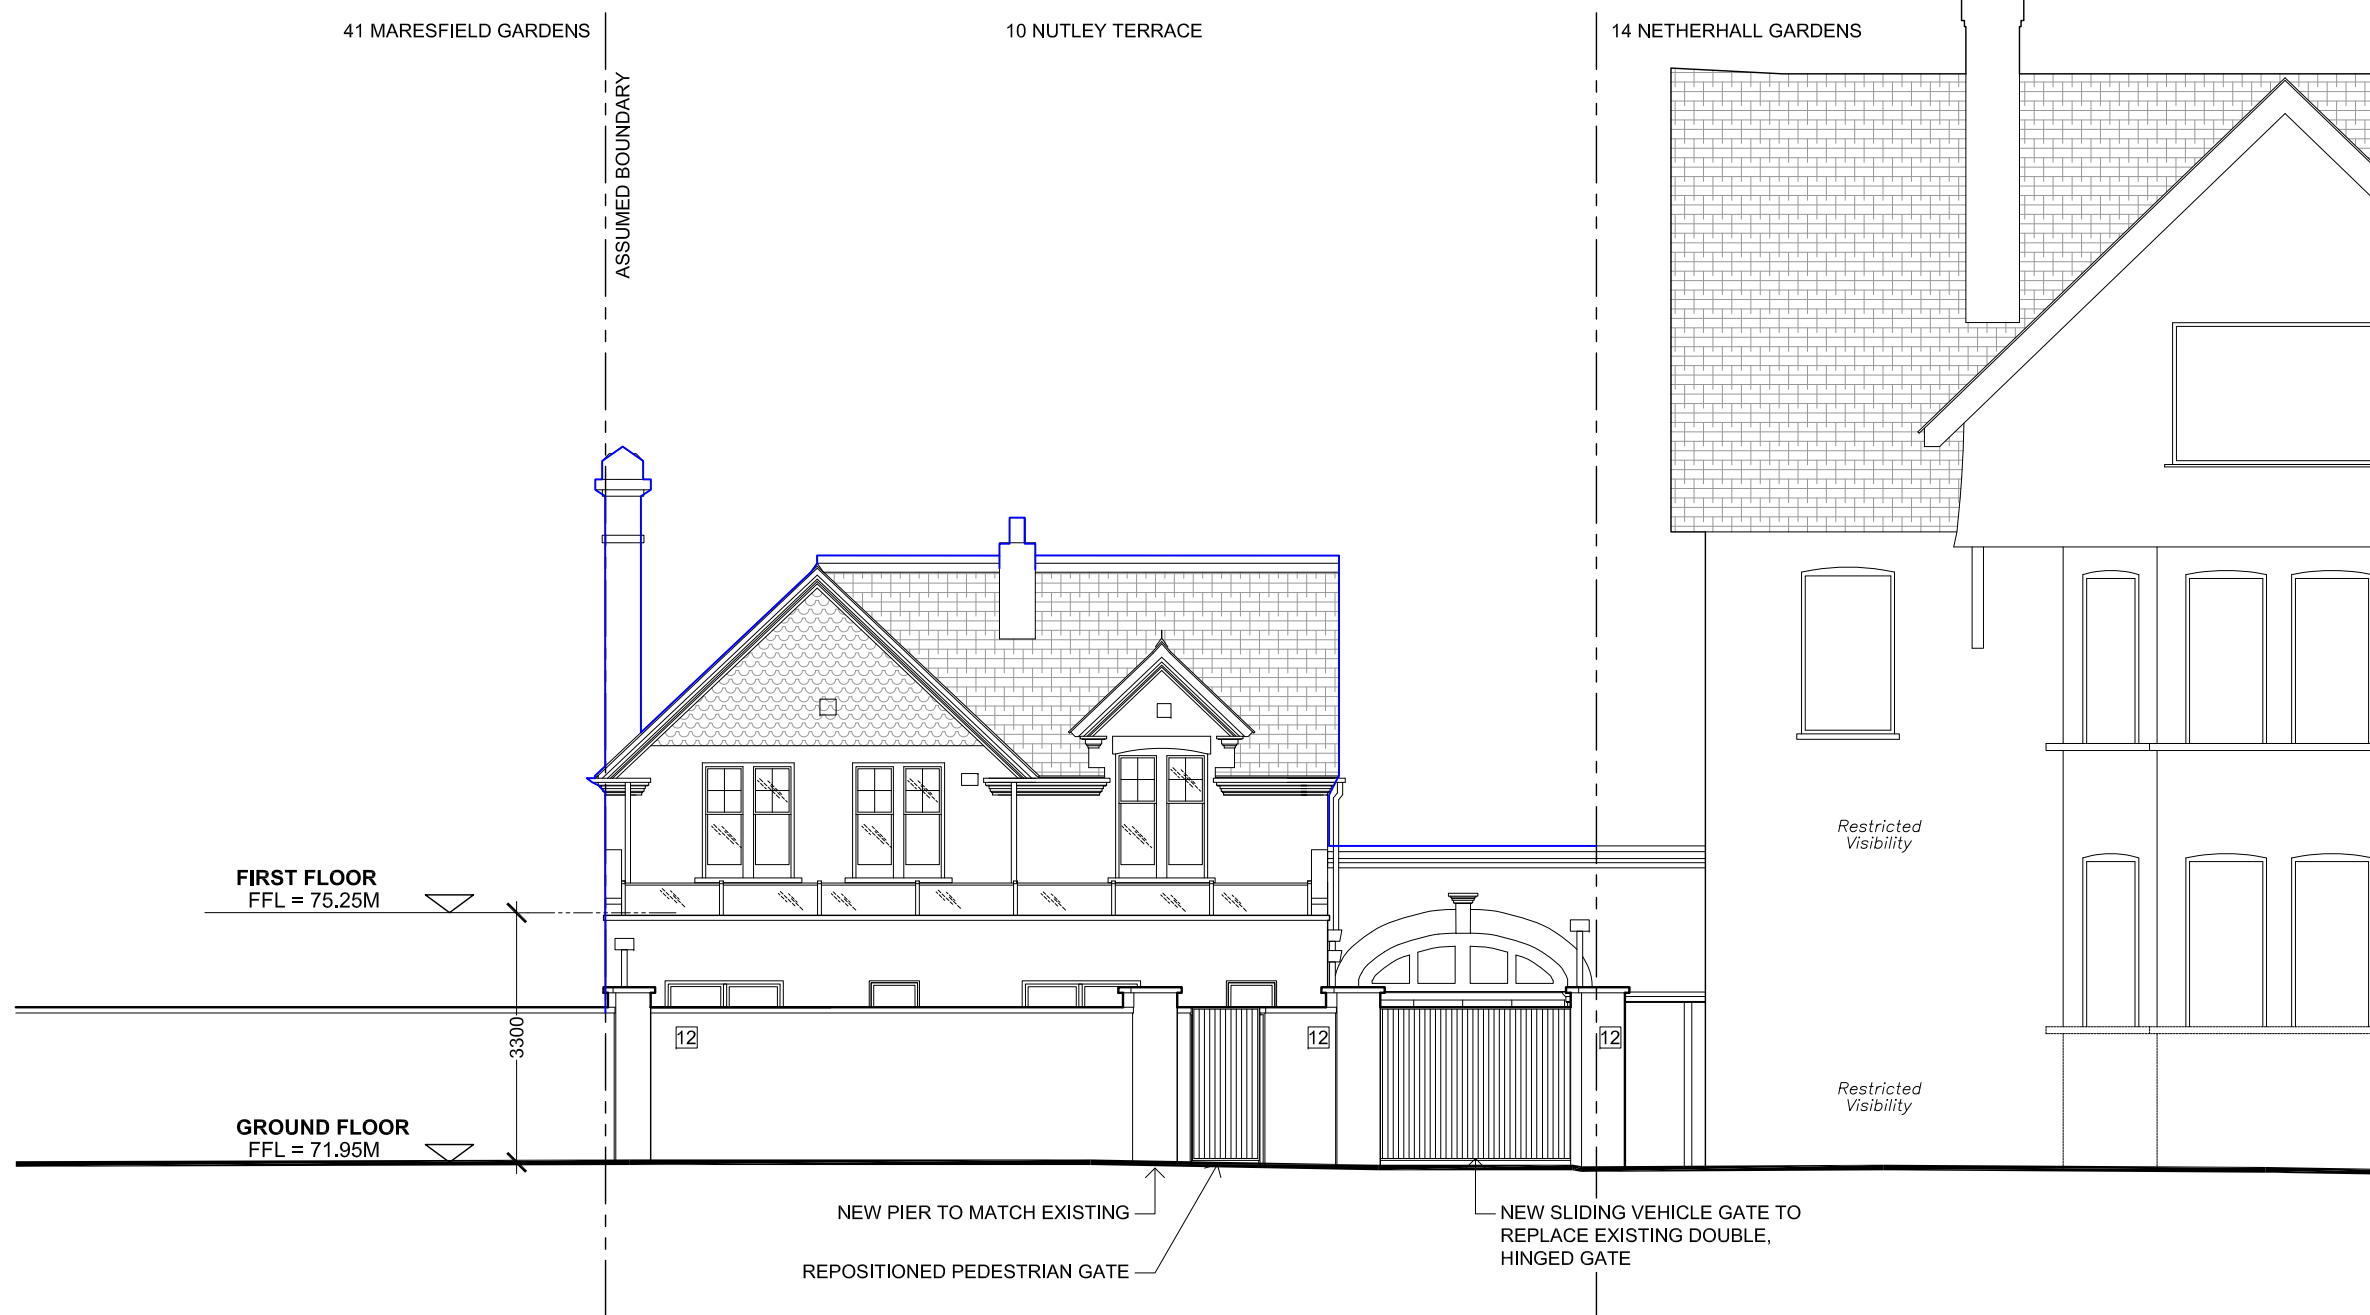 41 MARESFIELD GARDENS
10 NUTLEY TERRACE
14 NETHERHALL GARDENS
ASSUMED BOUNDARY
Restricted
Visibility
FIRST FLOOR
FFL = 75.25M
3300
12
12
12
Restricted
Visibility
GROUND FLOOR
FFL = 71.95M
NEW PIER TO MATCH EXISTING
REPOSITIONED PEDESTRIAN GATE
NEW SLIDING VEHICLE GATE TO
REPLACE EXISTING DOUBLE,
HINGED GATE